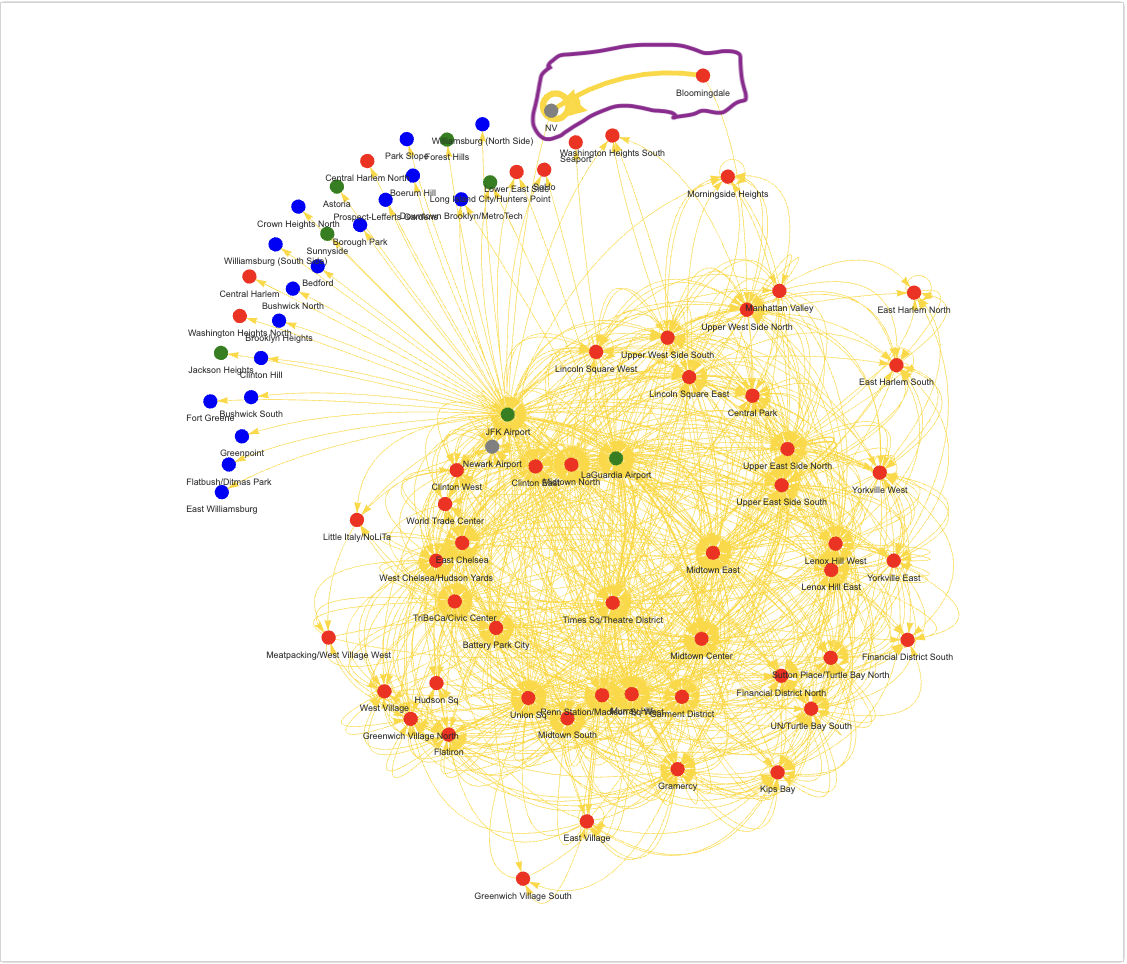 Bloomingdale
NV
Williamsburg (North Side)
Park Slope
Forest Hills
Washington Heights South
Seaport
Central Harlem North
Boerum Hill
Lower East Side
SoHo
Long Island City/Hunters Point
Morningside Heights
Astoria
Prospect-Lefferts Gardens
Downtown Brooklyn/MetroTech
Crown Heights North
Borough Park
Sunnyside
Williamsburg (South Side)
Bedford
Central Harlem
Bushwick North
Manhattan Valley
East Harlem North
Upper West Side North
Washington Heights North
Brooklyn Heights
Upper West Side South
Jackson Heights
Clinton Hill
Lincoln Square West
East Harlem South
Lincoln Square East
Fort Greene
Bushwick South
Central Park
JFK Airport
Greenpoint
Newark Airport
Upper East Side North
Flatbush/Ditmas Park
Clinton West
Clinton East
Midtown North
LaGuardia Airport
Yorkville West
East Williamsburg
Upper East Side South
World Trade Center
Little Italy/NoLiTa
East Chelsea
Lenox Hill West
West Chelsea/Hudson Yards
Midtown East
Lenox Hill East
Yorkville East
TriBeCa/Civic Center
Times Sq/Theatre District
Battery Park City
Meatpacking/West Village West
Midtown Center
Financial District South
Sutton Place/Turtle Bay North
Financial District North
West Village
Hudson Sq
Union Sq
Penn Station/Madison Sq West
Murray Hill
Garment District
UN/Turtle Bay South
Greenwich Village North
Midtown South
Flatiron
Gramercy
Kips Bay
East Village
Greenwich Village South